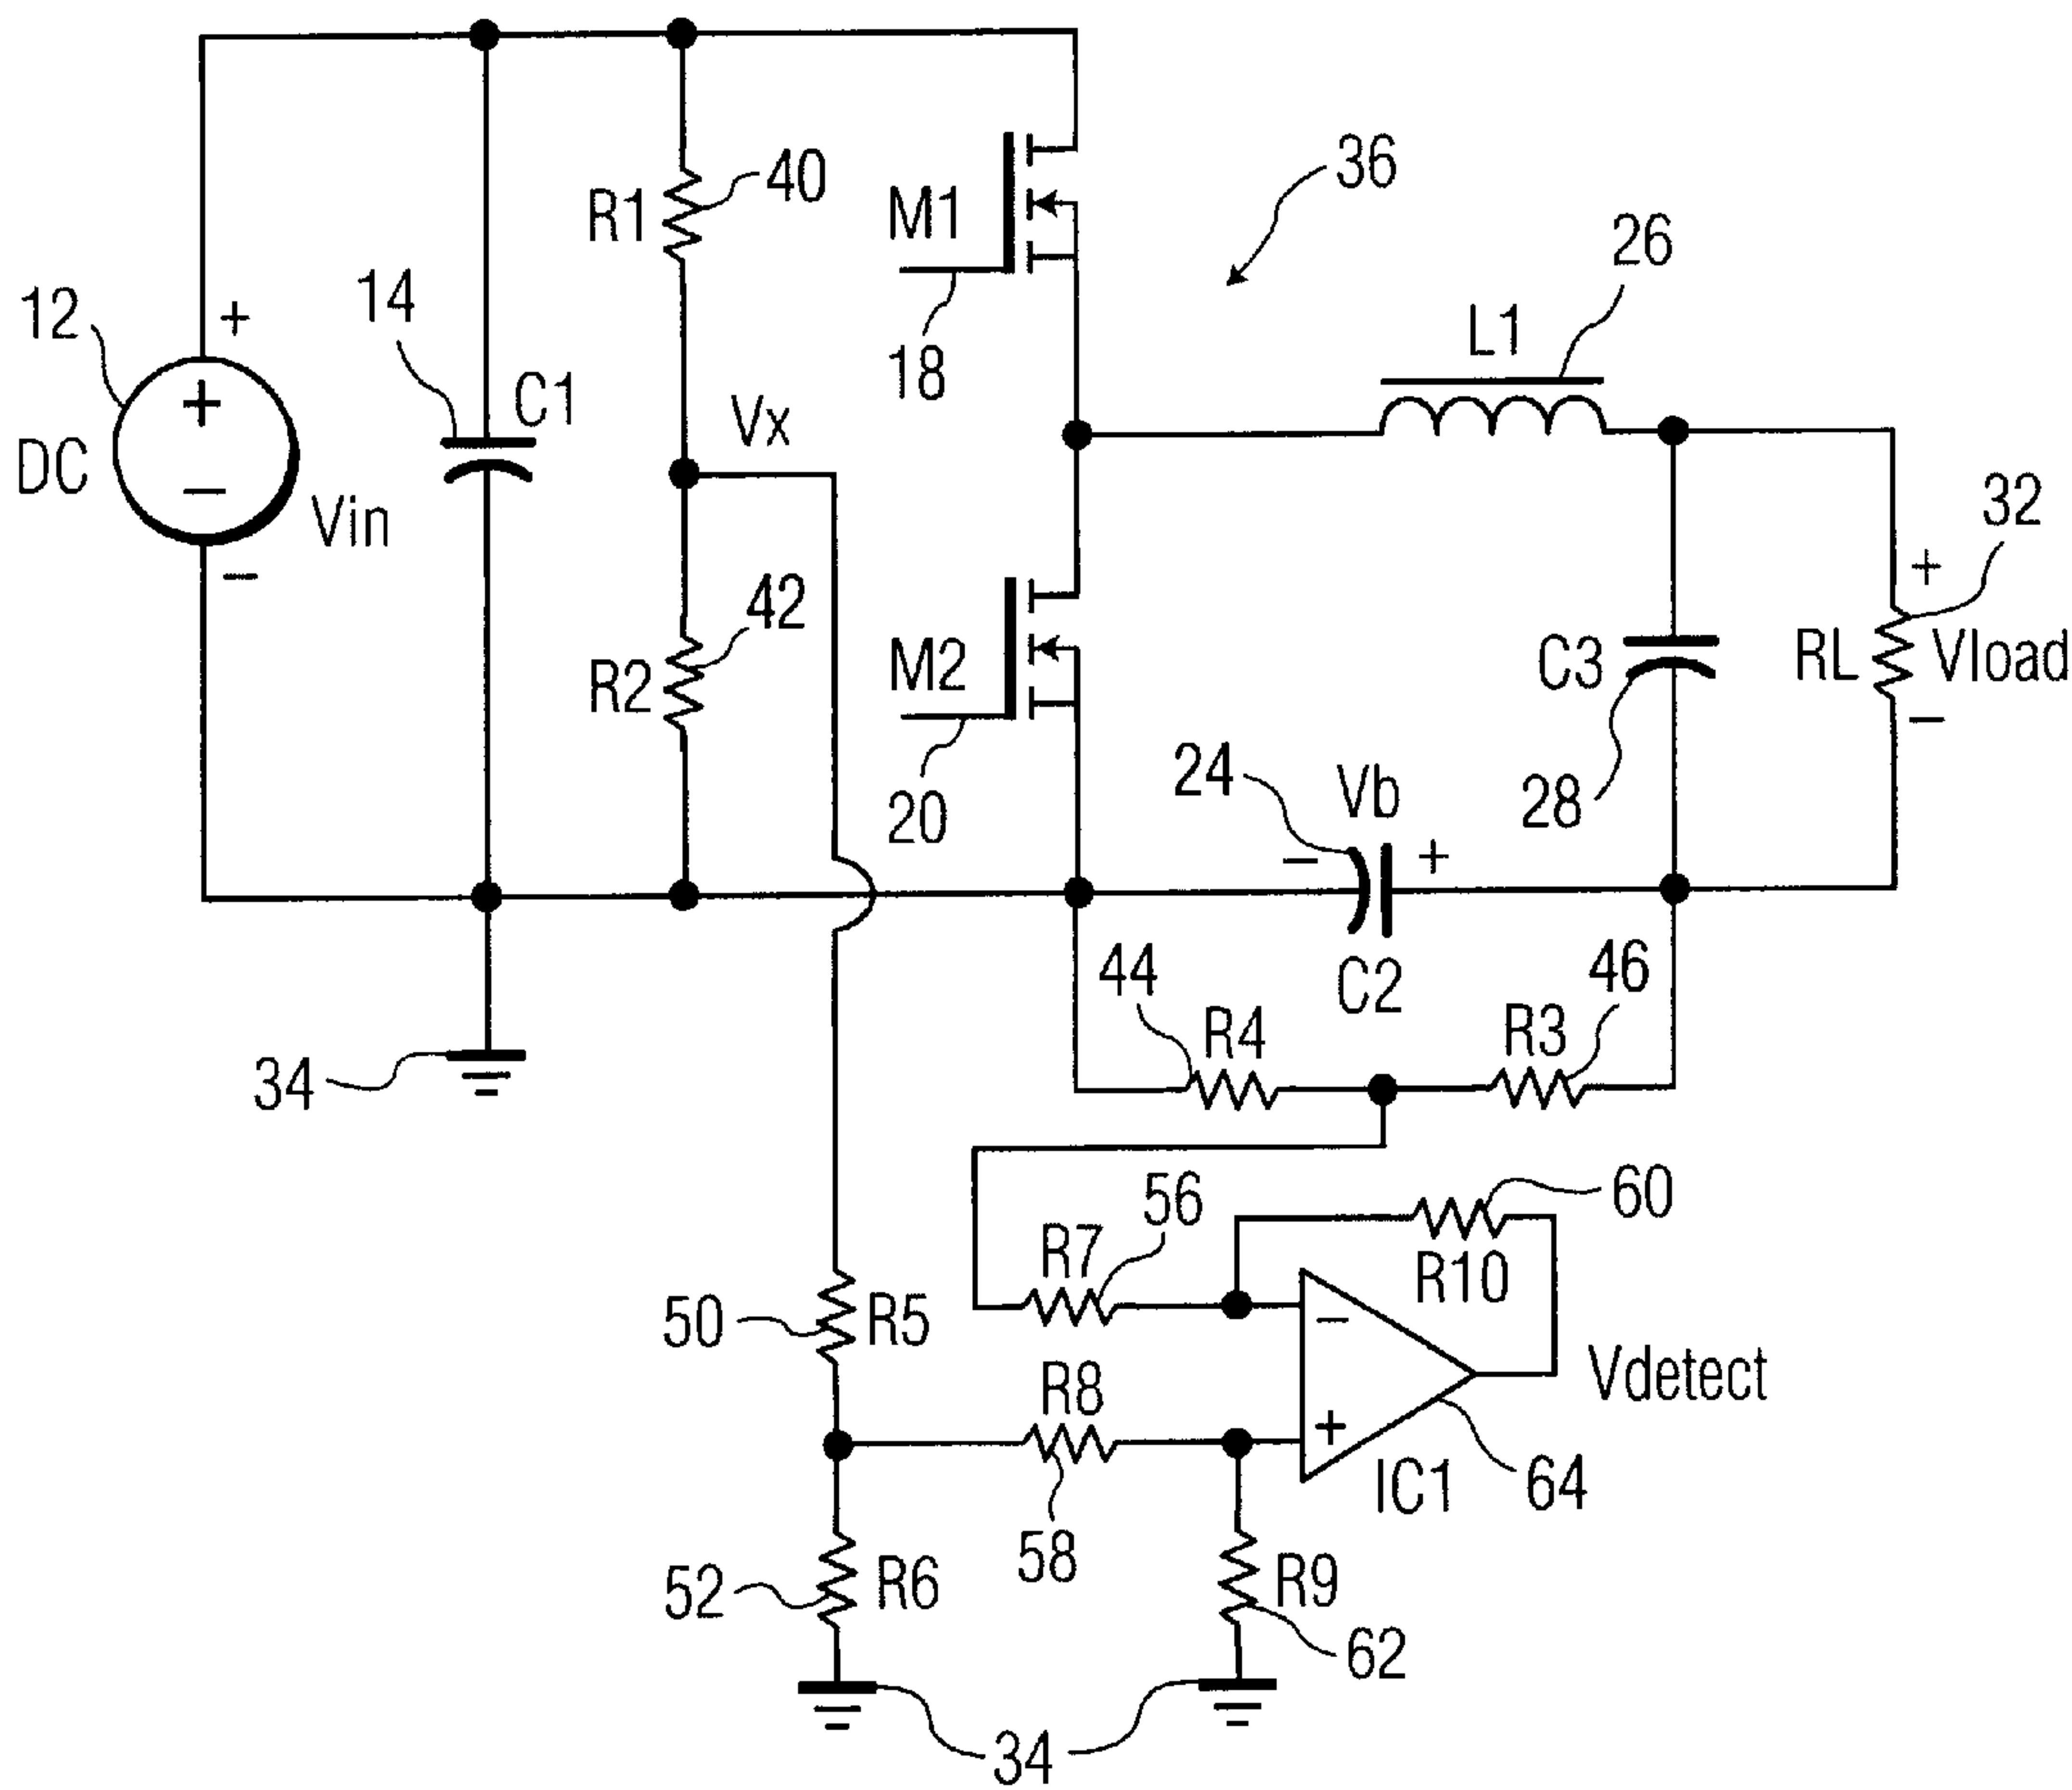 36
40
R1
M1
26
12
+
14
18
L1
+
C1
Vx
DC
−
Vin
32
−
42
+
R2
M2
C3
RL
Vload
−
24
Vb
28
20
−
+
44
C2
46
34
R4
R3
56
60
R7
R10
50
R5
−
R8
Vdetect
+
IC1
64
58
52
R6
R9
62
34